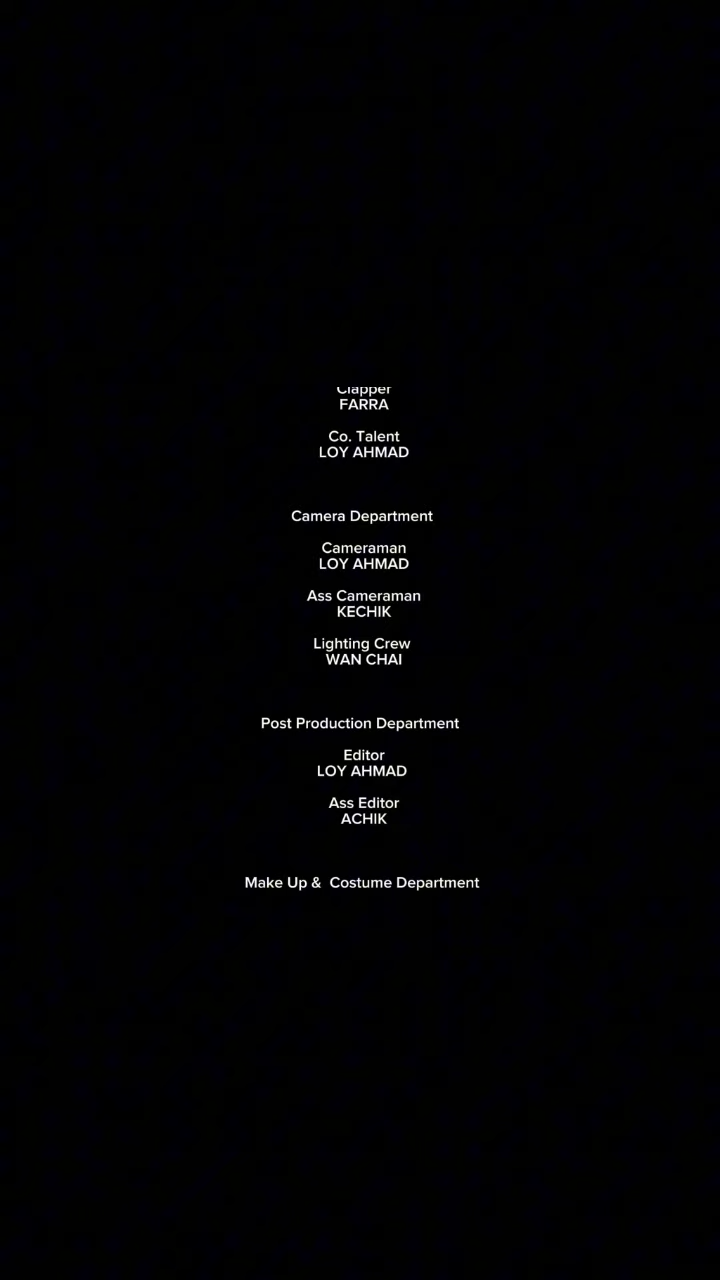 Clapper
FARRA
Co. Talent
LOY AHMAD
Camera Department
Cameraman
LOY AHMAD
Ass Cameraman
KECHIK
Lighting Crew
WAN CHAI
Post Production Department
Editor
LOY AHMAD
Ass Editor
ACHIK
Make Up & Costume Department